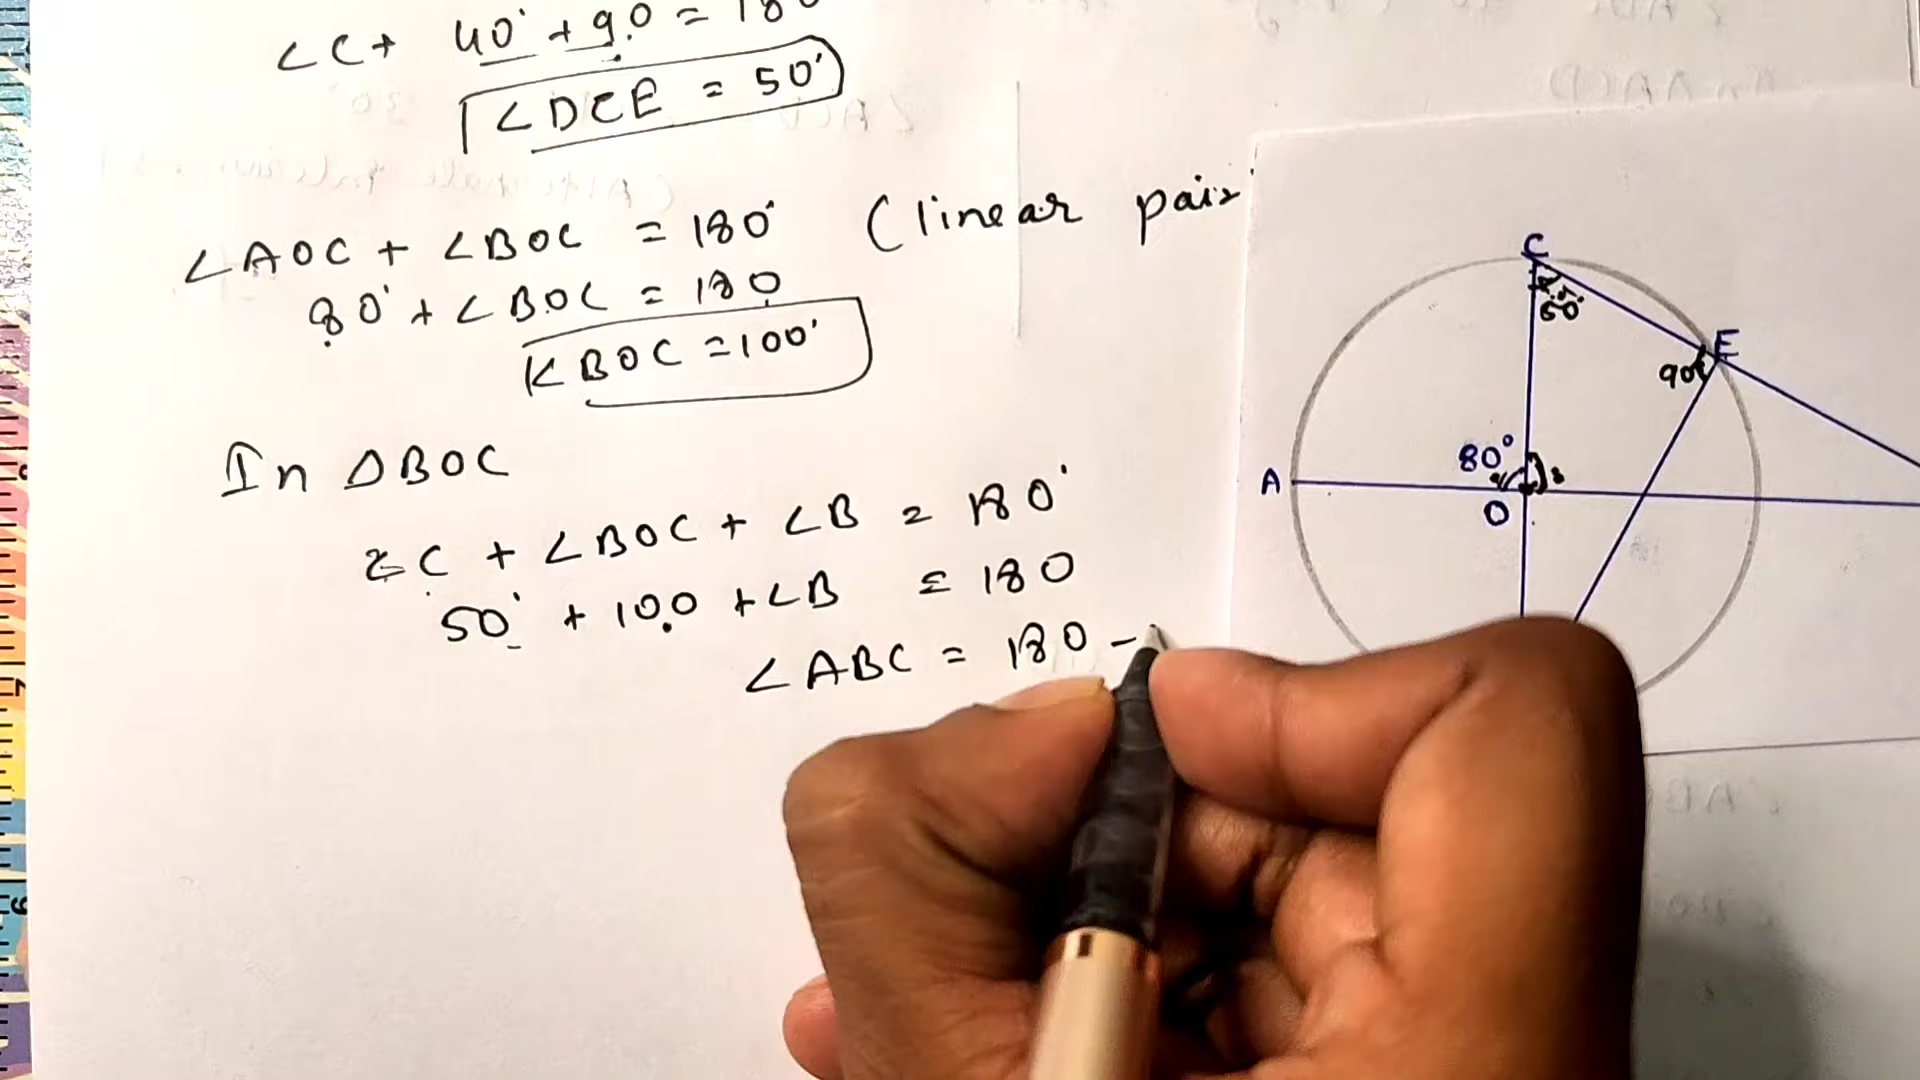 ∠C + 40° + 90 = 180
∠DCE = 50°
∠AOC + ∠BOC = 180° (linear pair
80° + ∠BOC = 180
∠BOC = 100°
In △BOC
∠C + ∠BOC + ∠B = 180°
50° + 100 + ∠B = 180
∠ABC = 180 -
C
50°
E
90°
80°
A
O